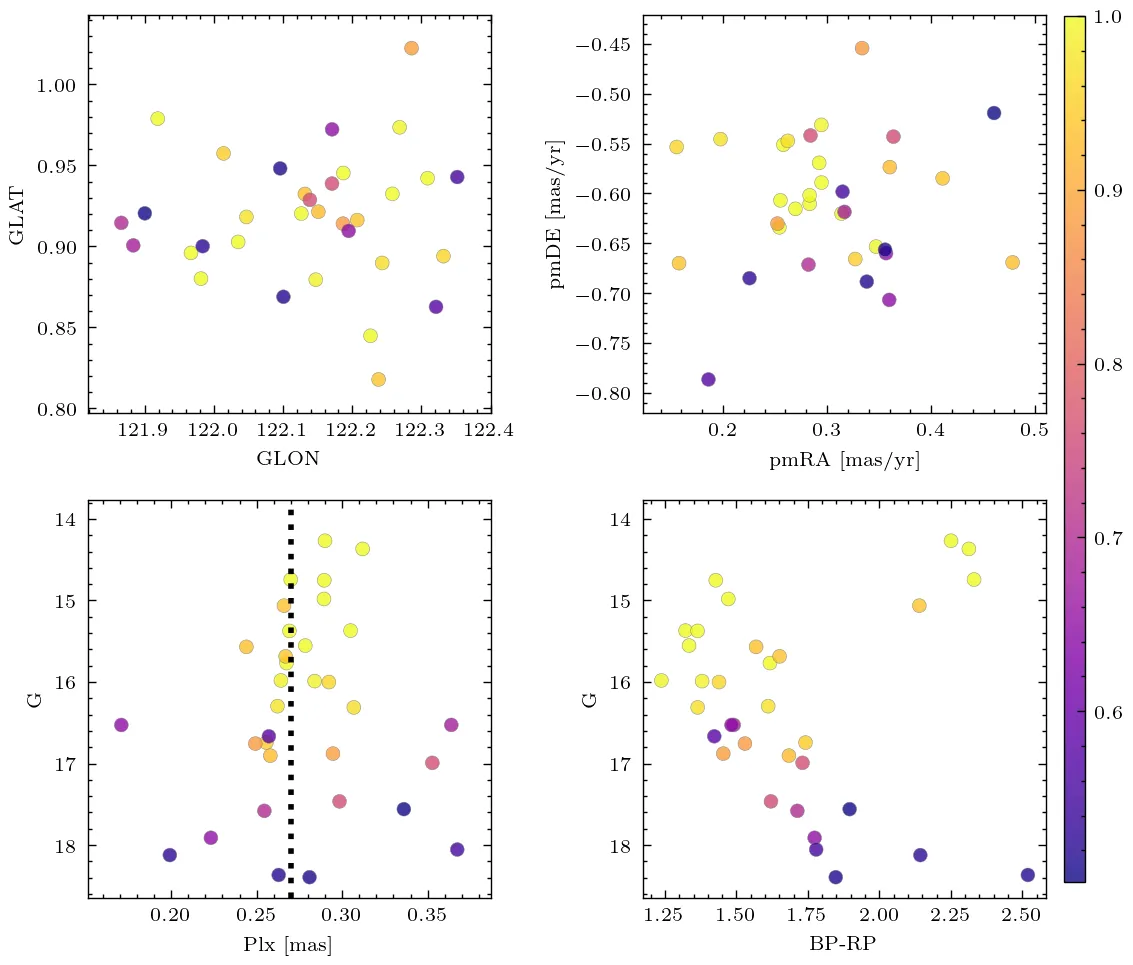 1.00
0.95
0.90
0.85
0.80
GLAT
121.9 122.0 122.1 122.2 122.3 122.4
GLON
−0.45
−0.50
−0.55
−0.60
−0.65
−0.70
−0.75
−0.80
pmDE [mas/yr]
0.2 0.3 0.4 0.5
pmRA [mas/yr]
1.0
0.9
0.8
0.7
0.6
14
15
16
17
18
G
0.20 0.25 0.30 0.35
Plx [mas]
14
15
16
17
18
G
1.25 1.50 1.75 2.00 2.25 2.50
BP-RP